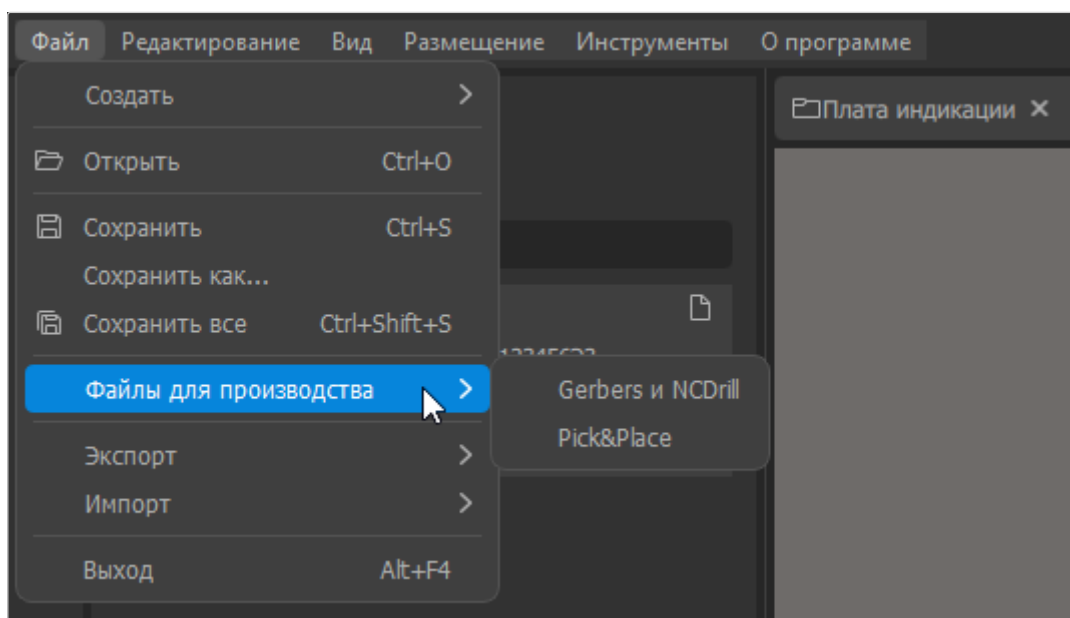 Файл Редактирование Вид Размещение Инструменты О программе
Создать
Плата индикации
Открыть Ctrl+O
Сохранить Ctrl+S
Сохранить как...
Сохранить все Ctrl+Shift+S
Файлы для производства
Gerbers и NCDrill
Pick&Place
Экспорт
Импорт
Выход Alt+F4